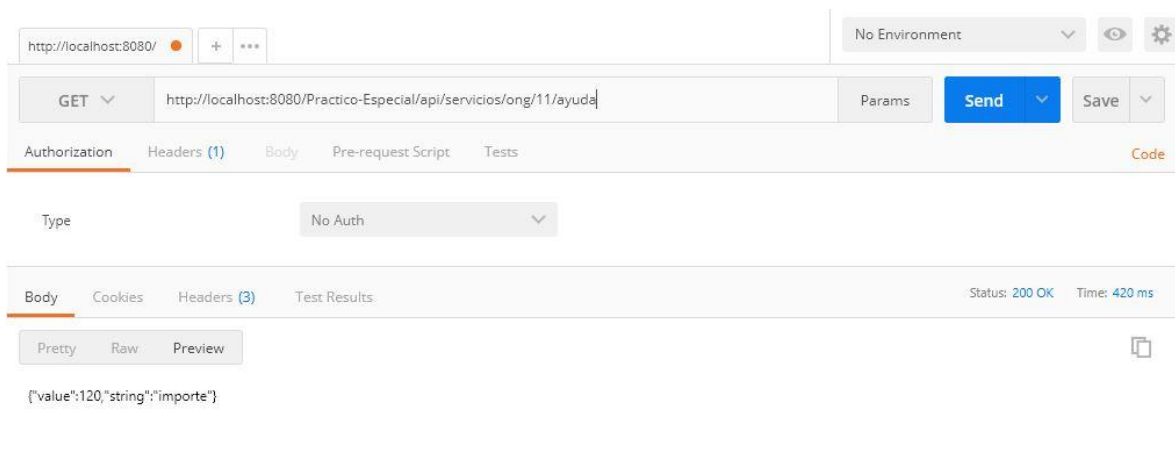 http://localhost:8080/
No Environment
GET http://localhost:8080/Practico-Especial/api/servicios/ong/11/ayuda Params Send Save
Authorization Headers (1) Body Pre-request Script Tests Code
Type No Auth
Body Cookies Headers (3) Test Results Status: 200 OK Time: 420 ms
Pretty Raw Preview
{"value":120,"string":"importe"}